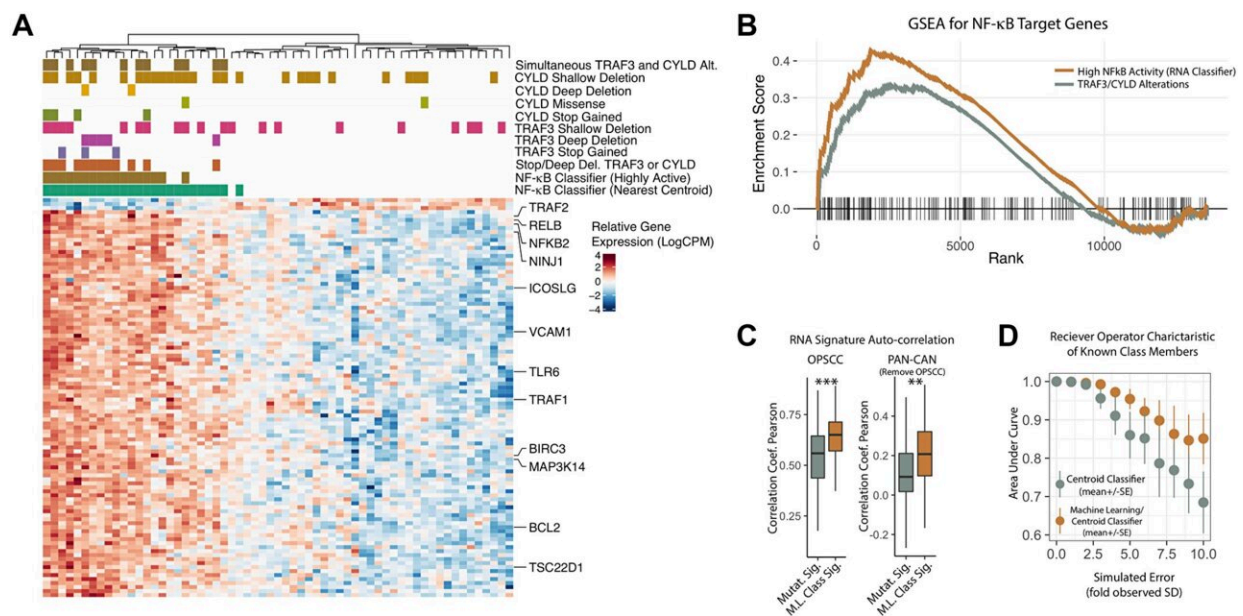 A
Simultaneous TRAF3 and CYLD Alt.
CYLD Shallow Deletion
CYLD Deep Deletion
CYLD Missense
CYLD Stop Gained
TRAF3 Shallow Deletion
TRAF3 Deep Deletion
TRAF3 Stop Gained
Stop/Deep Del. TRAF3 or CYLD
NF-κB Classifier (Highly Active)
NF-κB Classifier (Nearest Centroid)
TRAF2
RELB
NFKB2
NINJ1
ICOSLG
VCAM1
TLR6
TRAF1
BIRC3
MAP3K14
BCL2
TSC22D1
Relative Gene
Expression (LogCPM)
4
2
0
−2
−4
B
GSEA for NF-κB Target Genes
High NFkB Activity (RNA Classifier)
TRAF3/CYLD Alterations
Enrichment Score
0.4
0.3
0.2
0.1
0.0
0
5000
10000
Rank
C
RNA Signature Auto-correlation
OPSCC
***
Correlation Coef. Pearson
0.75
0.50
0.25
Mutat. Sig.
M.L. Class Sig.
PAN-CAN
(Remove OPSCC)
**
Correlation Coef. Pearson
0.4
0.2
0.0
-0.2
Mutat. Sig.
M.L. Class Sig.
D
Reciever Operator Charictaristic
of Known Class Members
Area Under Curve
1.0
0.9
0.8
0.7
0.6
Centroid Classifier
(mean+/-SE)
Machine Learning/
Centroid Classifier
(mean+/-SE)
0.0
2.5
5.0
7.5
10.0
Simulated Error
(fold observed SD)